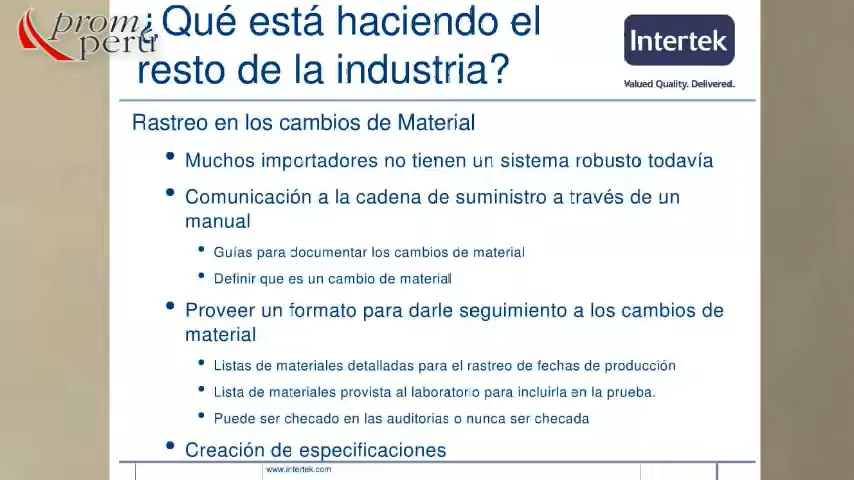 prom
perú
¿Qué está haciendo el
resto de la industria?
Intertek
Valued Quality. Delivered.
Rastreo en los cambios de Material
• Muchos importadores no tienen un sistema robusto todavía
• Comunicación a la cadena de suministro a través de un
manual
• Guías para documentar los cambios de material
• Definir que es un cambio de material
• Proveer un formato para darle seguimiento a los cambios de
material
• Listas de materiales detalladas para el rastreo de fechas de producción
• Lista de materiales provista al laboratorio para incluirla en la prueba.
• Puede ser checado en las auditorias o nunca ser checada
• Creación de especificaciones
www.intertek.com